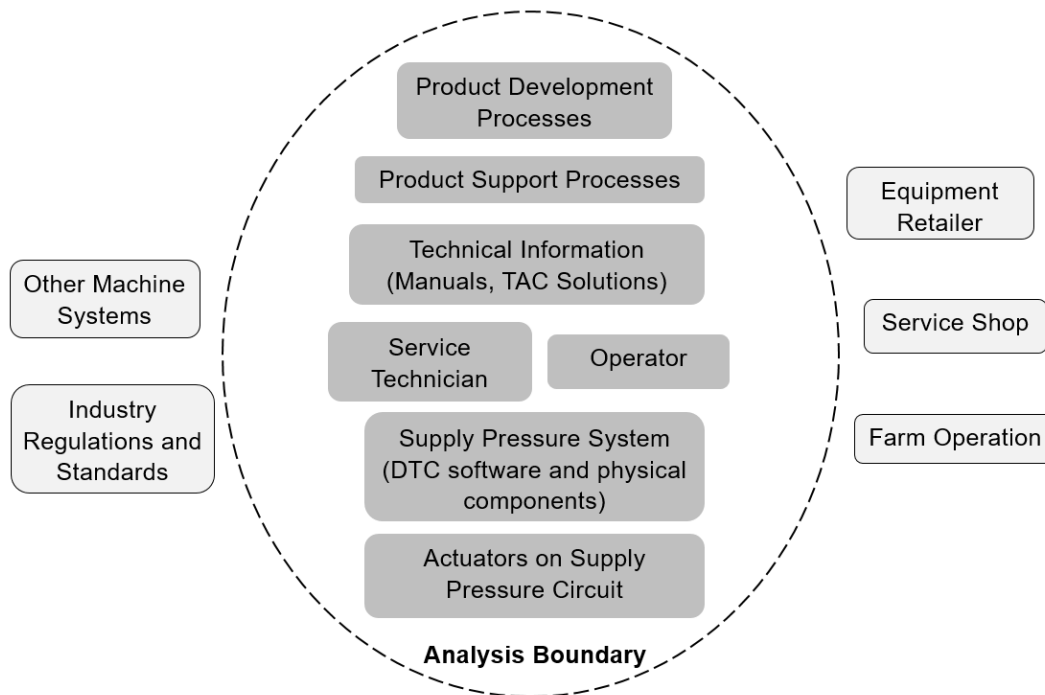 Product Development
Processes
Product Support Processes
Technical Information
(Manuals, TAC Solutions)
Service
Technician
Operator
Supply Pressure System
(DTC software and physical
components)
Actuators on Supply
Pressure Circuit
Analysis Boundary
Other Machine
Systems
Industry
Regulations and
Standards
Equipment
Retailer
Service Shop
Farm Operation